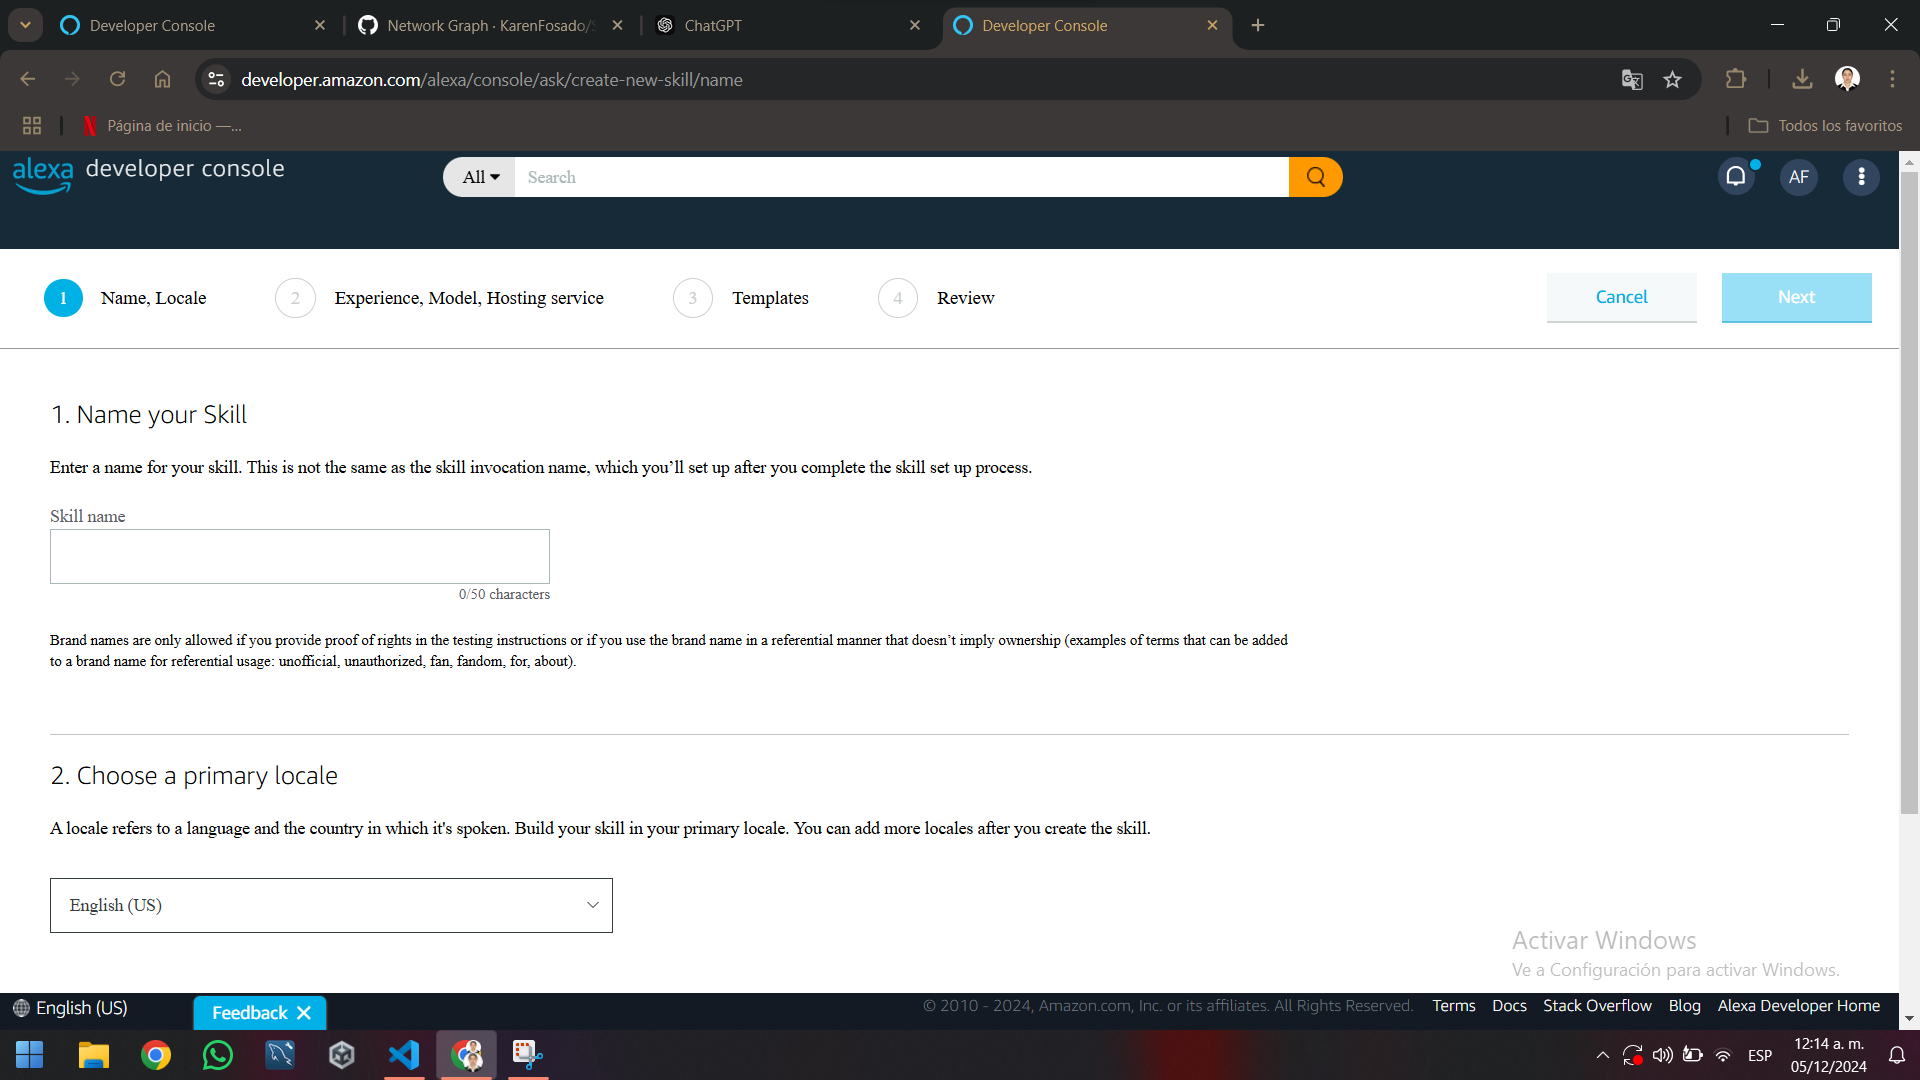 Developer Console
Network Graph · KarenFosado/
ChatGPT
Developer Console
developer.amazon.com/alexa/console/ask/create-new-skill/name
Página de inicio —...
Todos los favoritos
alexa developer console
All
Search
AF
1 Name, Locale
2 Experience, Model, Hosting service
3 Templates
4 Review
Cancel
Next
1. Name your Skill
Enter a name for your skill. This is not the same as the skill invocation name, which you’ll set up after you complete the skill set up process.
Skill name
0/50 characters
Brand names are only allowed if you provide proof of rights in the testing instructions or if you use the brand name in a referential manner that doesn’t imply ownership (examples of terms that can be added
to a brand name for referential usage: unofficial, unauthorized, fan, fandom, for, about).
2. Choose a primary locale
A locale refers to a language and the country in which it's spoken. Build your skill in your primary locale. You can add more locales after you create the skill.
English (US)
Activar Windows
Ve a Configuración para activar Windows.
English (US)
Feedback
© 2010 - 2024, Amazon.com, Inc. or its affiliates. All Rights Reserved.
Terms
Docs
Stack Overflow
Blog
Alexa Developer Home
ESP
12:14 a. m.
05/12/2024